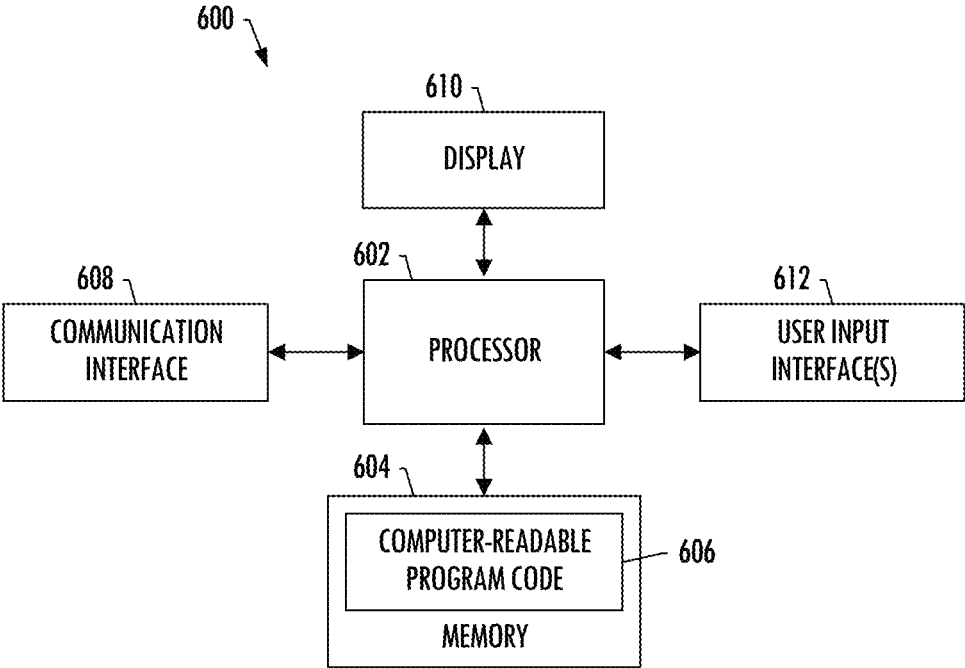 600
610
DISPLAY
602
608
612
COMMUNICATION
INTERFACE
PROCESSOR
USER INPUT
INTERFACE(S)
604
COMPUTER-READABLE
PROGRAM CODE
606
MEMORY